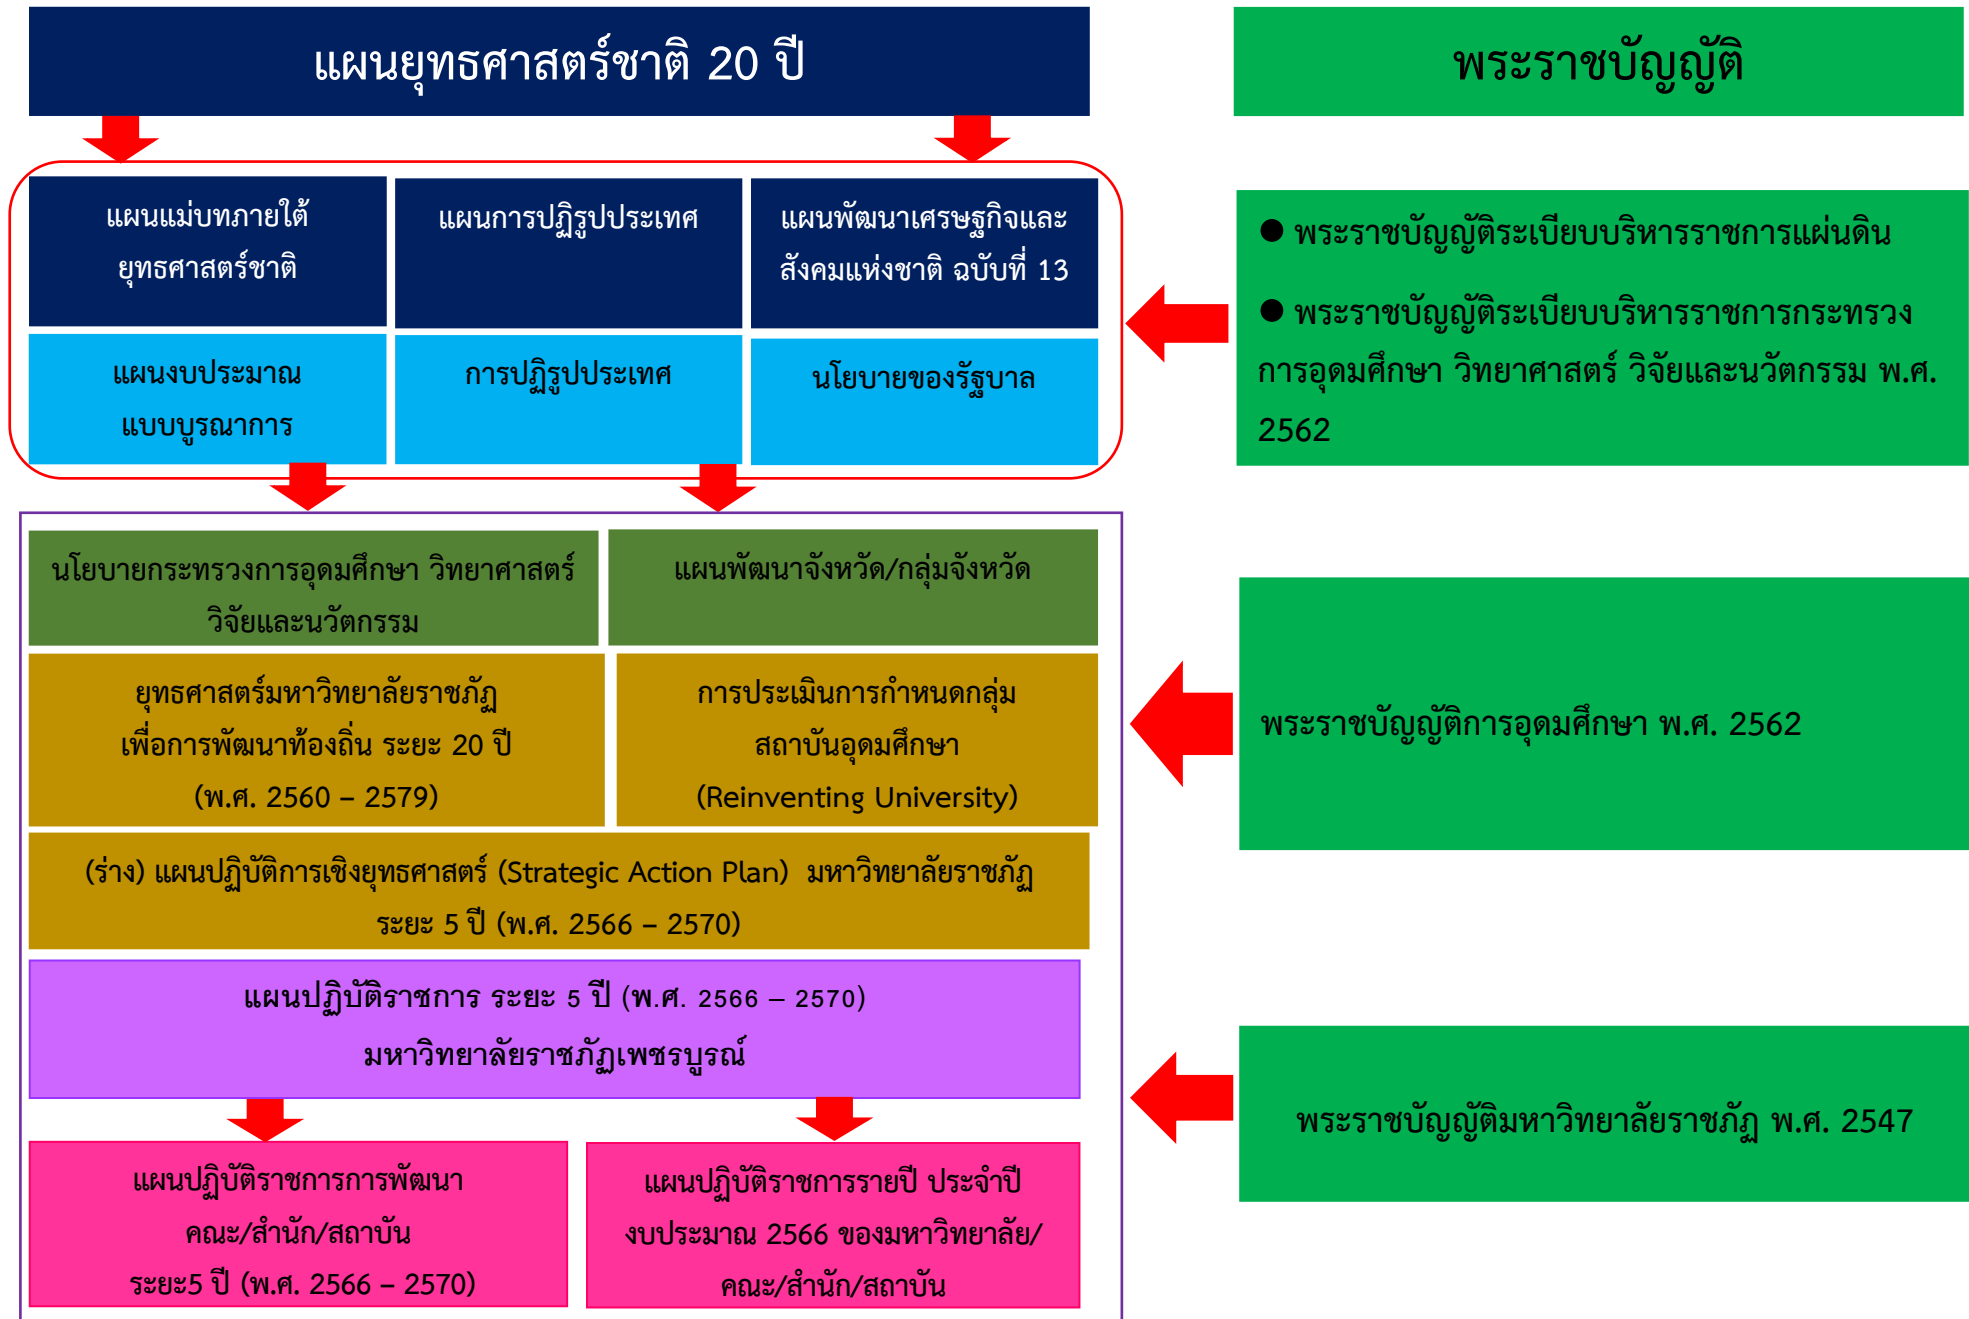 แผนยุทธศาสตร์ชาติ 20 ปี
พระราชบัญญัติ
แผนแม่บทภายใต้
ยุทธศาสตร์ชาติ
แผนการปฏิรูปประเทศ
แผนพัฒนาเศรษฐกิจและ
สังคมแห่งชาติ ฉบับที่ 13
แผนงบประมาณ
แบบบูรณาการ
การปฏิรูปประเทศ
นโยบายของรัฐบาล
● พระราชบัญญัติระเบียบบริหารราชการแผ่นดิน
● พระราชบัญญัติระเบียบบริหารราชการกระทรวง
การอุดมศึกษา วิทยาศาสตร์ วิจัยและนวัตกรรม พ.ศ.
2562
นโยบายกระทรวงการอุดมศึกษา วิทยาศาสตร์
วิจัยและนวัตกรรม
แผนพัฒนาจังหวัด/กลุ่มจังหวัด
ยุทธศาสตร์มหาวิทยาลัยราชภัฏ
เพื่อการพัฒนาท้องถิ่น ระยะ 20 ปี
(พ.ศ. 2560 – 2579)
การประเมินการกำหนดกลุ่ม
สถาบันอุดมศึกษา
(Reinventing University)
พระราชบัญญัติการอุดมศึกษา พ.ศ. 2562
(ร่าง) แผนปฏิบัติการเชิงยุทธศาสตร์ (Strategic Action Plan) มหาวิทยาลัยราชภัฏ
ระยะ 5 ปี (พ.ศ. 2566 – 2570)
แผนปฏิบัติราชการ ระยะ 5 ปี (พ.ศ. 2566 – 2570)
มหาวิทยาลัยราชภัฏเพชรบูรณ์
พระราชบัญญัติมหาวิทยาลัยราชภัฏ พ.ศ. 2547
แผนปฏิบัติราชการการพัฒนา
คณะ/สำนัก/สถาบัน
ระยะ5 ปี (พ.ศ. 2566 – 2570)
แผนปฏิบัติราชการรายปี ประจำปี
งบประมาณ 2566 ของมหาวิทยาลัย/
คณะ/สำนัก/สถาบัน